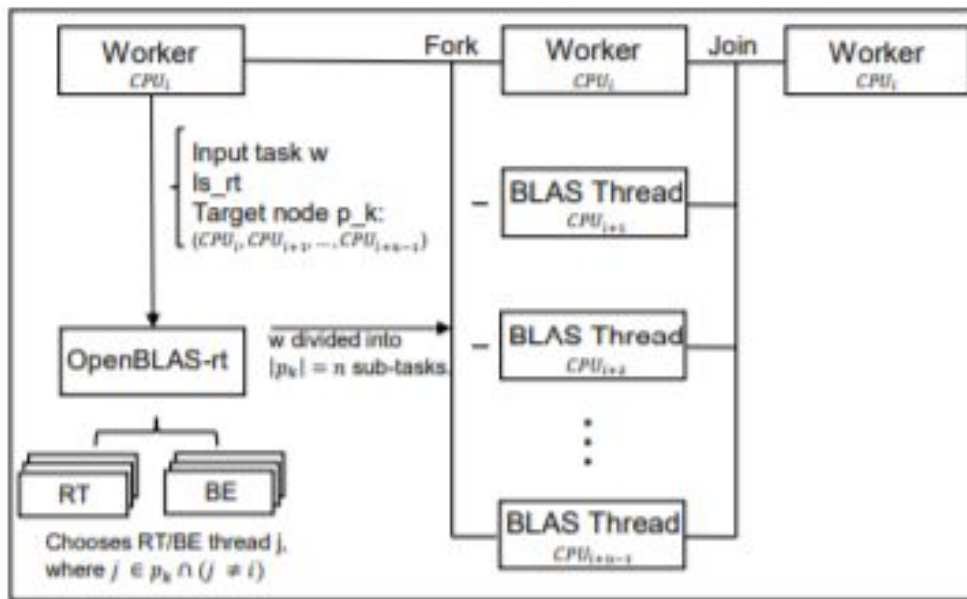 Worker
CPU_i
Fork
Worker
CPU_i
Join
Worker
CPU_i
Input task w
Is_rt
Target node p_k:
(CPU_i, CPU_{i+1}, ..., CPU_{i+n-1})
BLAS Thread
CPU_{i+1}
OpenBLAS-rt
w divided into
|p_k| = n sub-tasks.
BLAS Thread
CPU_{i+2}
RT
BE
Chooses RT/BE thread j,
where j ∈ p_k ∩ (j ≠ i)
BLAS Thread
CPU_{i+n-1}